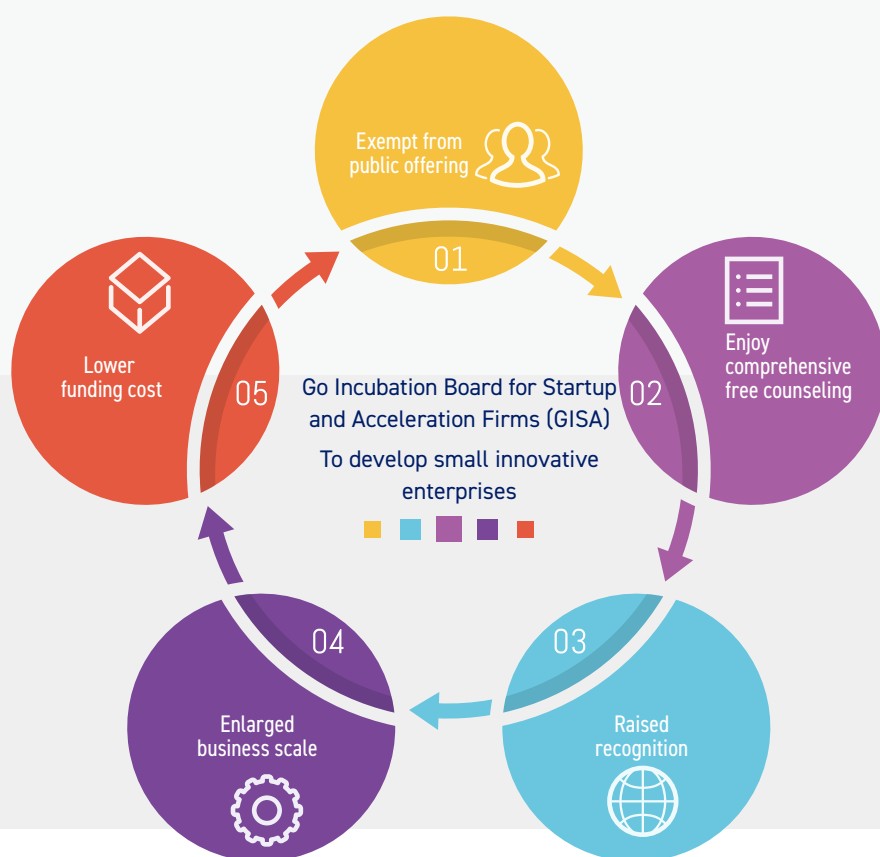 Exempt from
public offering
01
Enjoy
comprehensive
free counseling
02
Raised
recognition
03
Enlarged
business scale
04
Lower
funding cost
05
Go Incubation Board for Startup
and Acceleration Firms (GISA)
To develop small innovative
enterprises